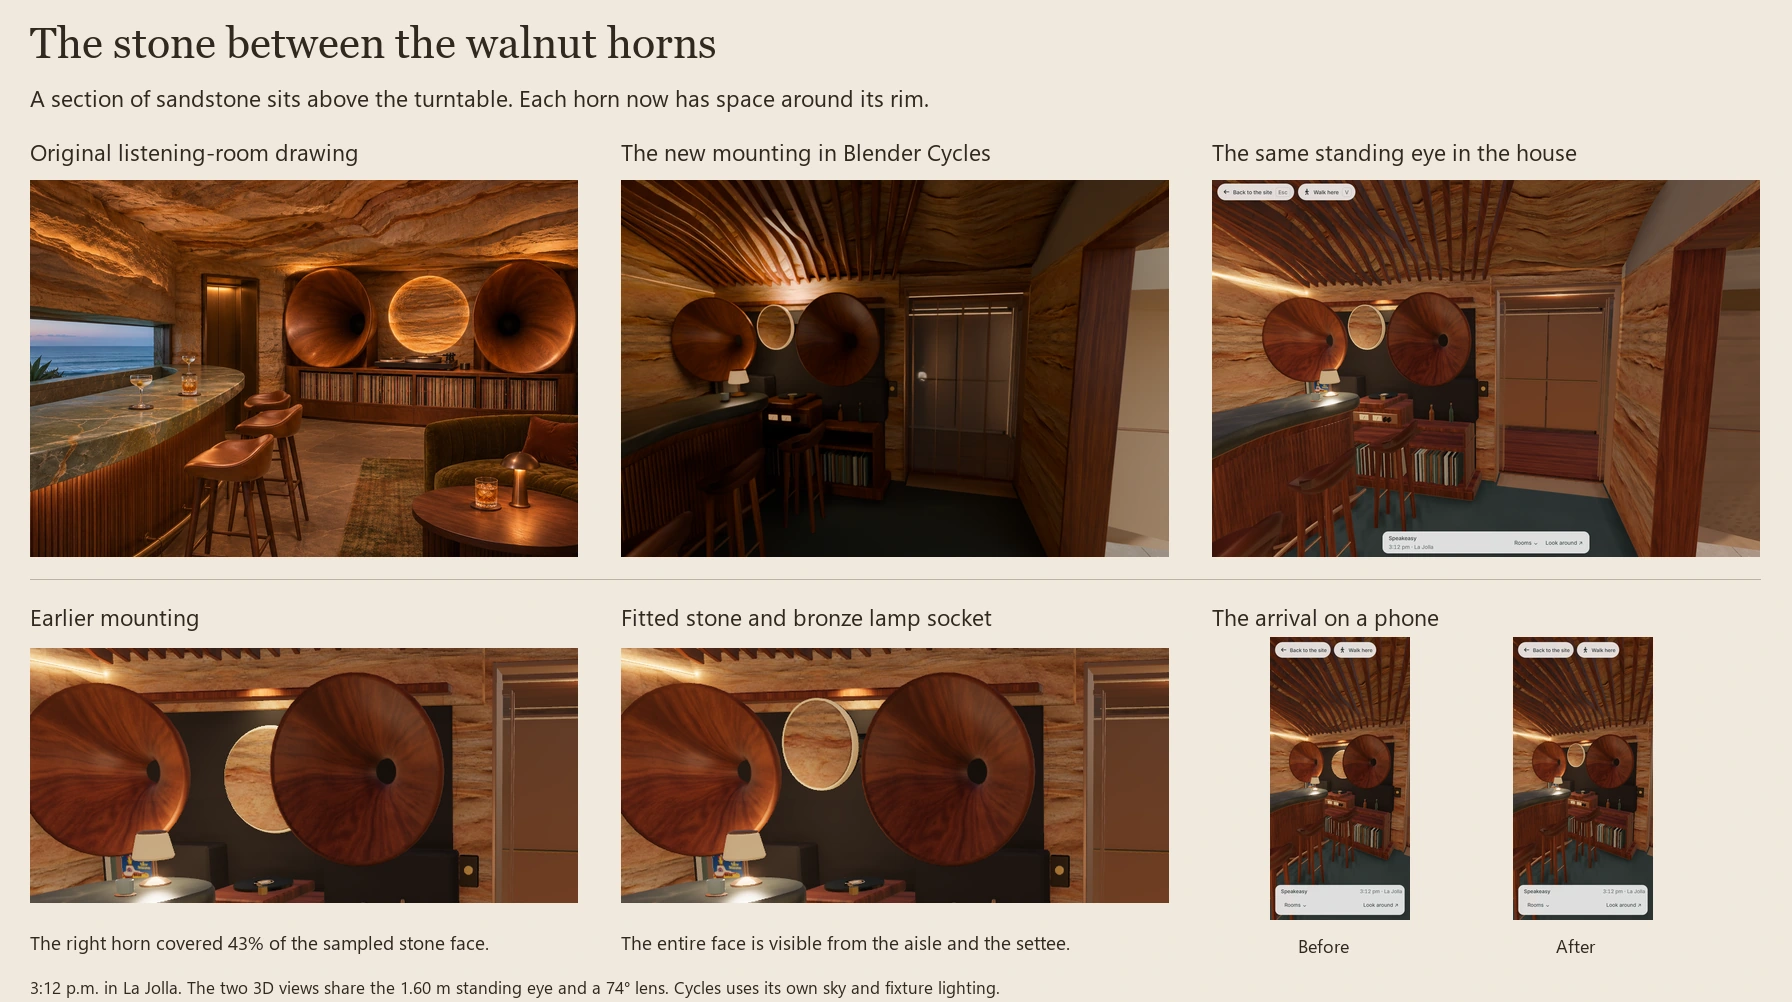 The stone between the walnut horns
A section of sandstone sits above the turntable. Each horn now has space around its rim.
Original listening-room drawing
The new mounting in Blender Cycles
The same standing eye in the house
← Back to the site Esc
Walk here V
Speakeasy
3:12 pm · La Jolla
Rooms ⌄
Look around ↗
Earlier mounting
Fitted stone and bronze lamp socket
The arrival on a phone
← Back to the site
Walk here
Speakeasy
3:12 pm · La Jolla
Rooms ⌄
Look around ↗
← Back to the site
Walk here
Speakeasy
3:12 pm · La Jolla
Rooms ⌄
Look around ↗
The right horn covered 43% of the sampled stone face.
The entire face is visible from the aisle and the settee.
Before
After
3:12 p.m. in La Jolla. The two 3D views share the 1.60 m standing eye and a 74° lens. Cycles uses its own sky and fixture lighting.